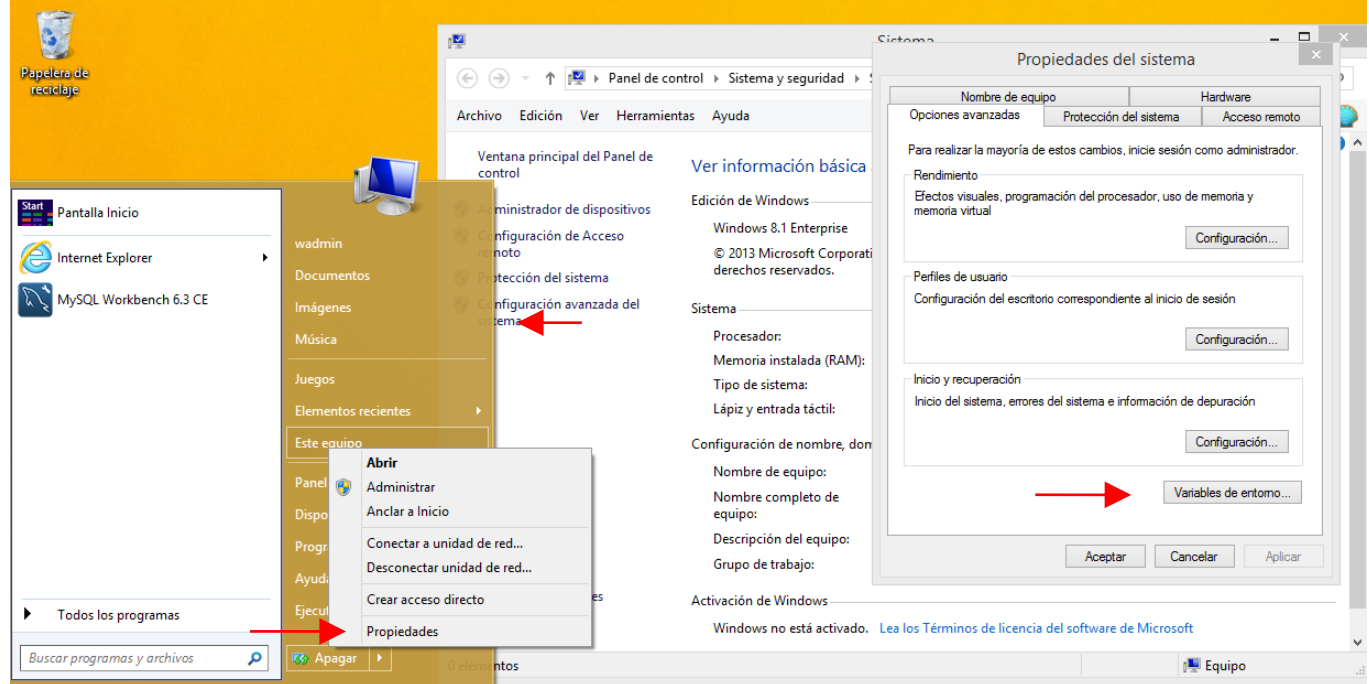 Papelera de
reciclaje
Start
Pantalla Inicio
Internet Explorer
MySQL Workbench 6.3 CE
Todos los programas
Buscar programas y archivos
wadmin
Documentos
Imágenes
Música
Juegos
Elementos recientes
Este equipo
Panel
Dispo
Progr
Ayuda
Ejecut
Apagar
Abrir
Administrar
Anclar a Inicio
Conectar a unidad de red...
Desconectar unidad de red...
Crear acceso directo
Propiedades
Sistema
Panel de control
Sistema y seguridad
Archivo Edición Ver Herramientas Ayuda
Ventana principal del Panel de
control
Administrador de dispositivos
Configuración de Acceso
remoto
Protección del sistema
Configuración avanzada del
sistema
es
0 elementos
Ver información básica
Edición de Windows
Windows 8.1 Enterprise
© 2013 Microsoft Corporati
derechos reservados.
Sistema
Procesador:
Memoria instalada (RAM):
Tipo de sistema:
Lápiz y entrada táctil:
Configuración de nombre, dom
Nombre de equipo:
Nombre completo de
equipo:
Descripción del equipo:
Grupo de trabajo:
Activación de Windows
Windows no está activado. Lea los Términos de licencia del software de Microsoft
Equipo
Propiedades del sistema
Nombre de equipo Hardware
Opciones avanzadas Protección del sistema Acceso remoto
Para realizar la mayoría de estos cambios, inicie sesión como administrador.
Rendimiento
Efectos visuales, programación del procesador, uso de memoria y
memoria virtual
Configuración...
Perfiles de usuario
Configuración del escritorio correspondiente al inicio de sesión
Configuración...
Inicio y recuperación
Inicio del sistema, errores del sistema e información de depuración
Configuración...
Variables de entorno...
Aceptar Cancelar Aplicar